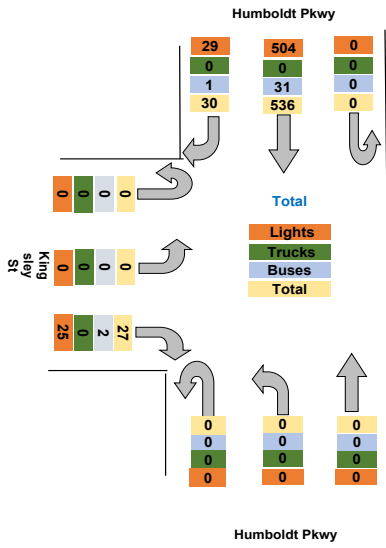 Humboldt Pkwy
29 504 0
0 0 0
1 31 0
30 536 0
0 0 0 0
Total
Lights
Trucks
Buses
Total
King
sley
St
0 0 0 0
25 0 2 27
0 0 0
0 0 0
0 0 0
0 0 0
Humboldt Pkwy